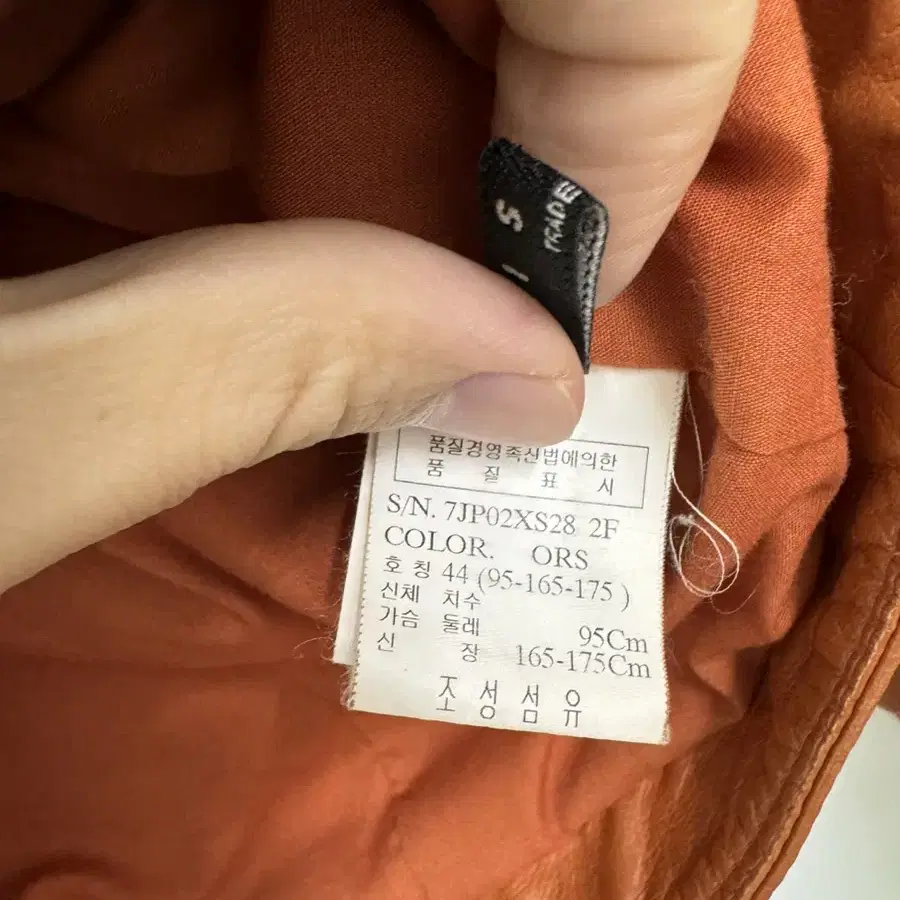 S
TRADE
품질경영촉진법에의한
품 질 표 시
S/N. 7JP02XS28 2F
COLOR. ORS
호 칭 44 (95-165-175 )
신체 치수
가슴 둘레 95Cm
신 장 165-175Cm
조성섬유